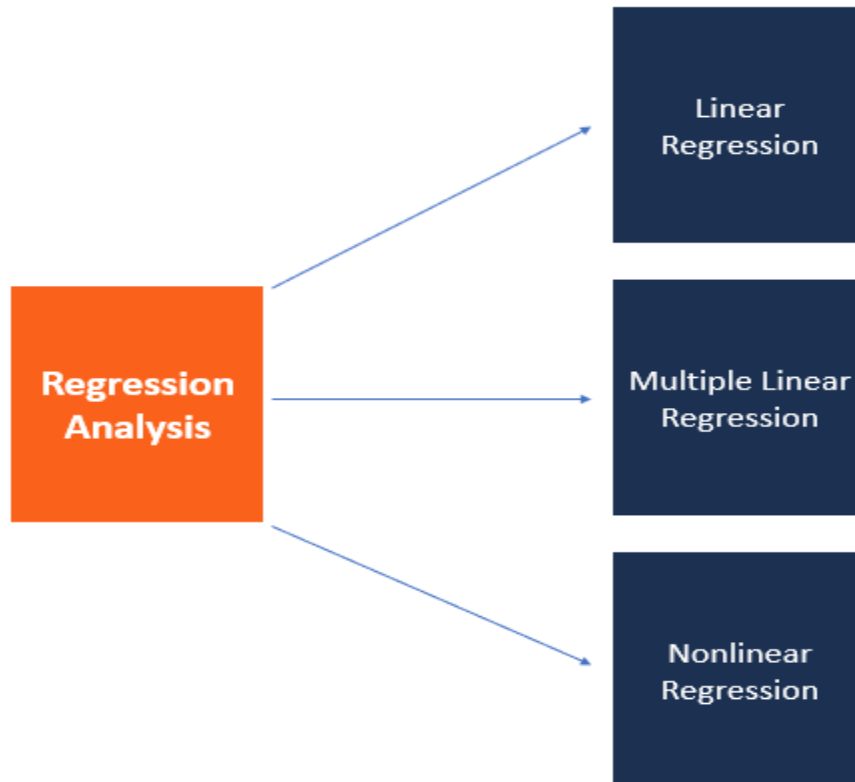 Linear
Regression
Regression
Analysis
Multiple Linear
Regression
Nonlinear
Regression